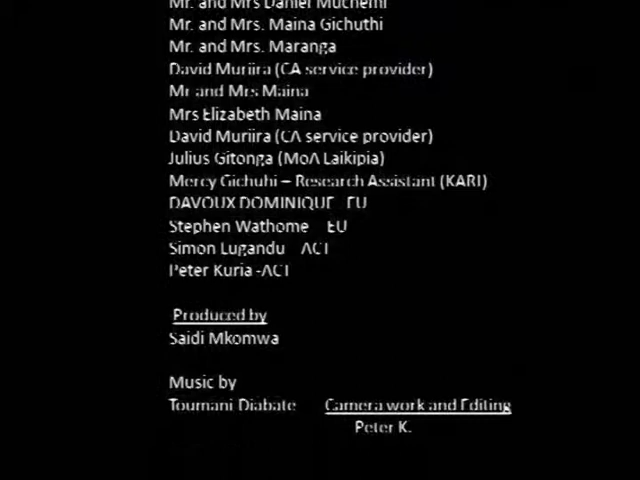 Mr. and Mrs Daniel Muchemi
Mr. and Mrs. Maina Gichuthi
Mr. and Mrs. Maranga
David Muriira (CA service provider)
Mr and Mrs Maina
Mrs Elizabeth Maina
David Muriira (CA service provider)
Julius Gitonga (MoA Laikipia)
Mercy Gichuhi – Research Assistant (KARI)
DAVOUX DOMINIQUE EU
Stephen Wathome EU
Simon Lugandu ACT
Peter Kuria -ACT
Produced by
Saidi Mkomwa
Music by
Toumani Diabate Camera work and Editing
Peter K.